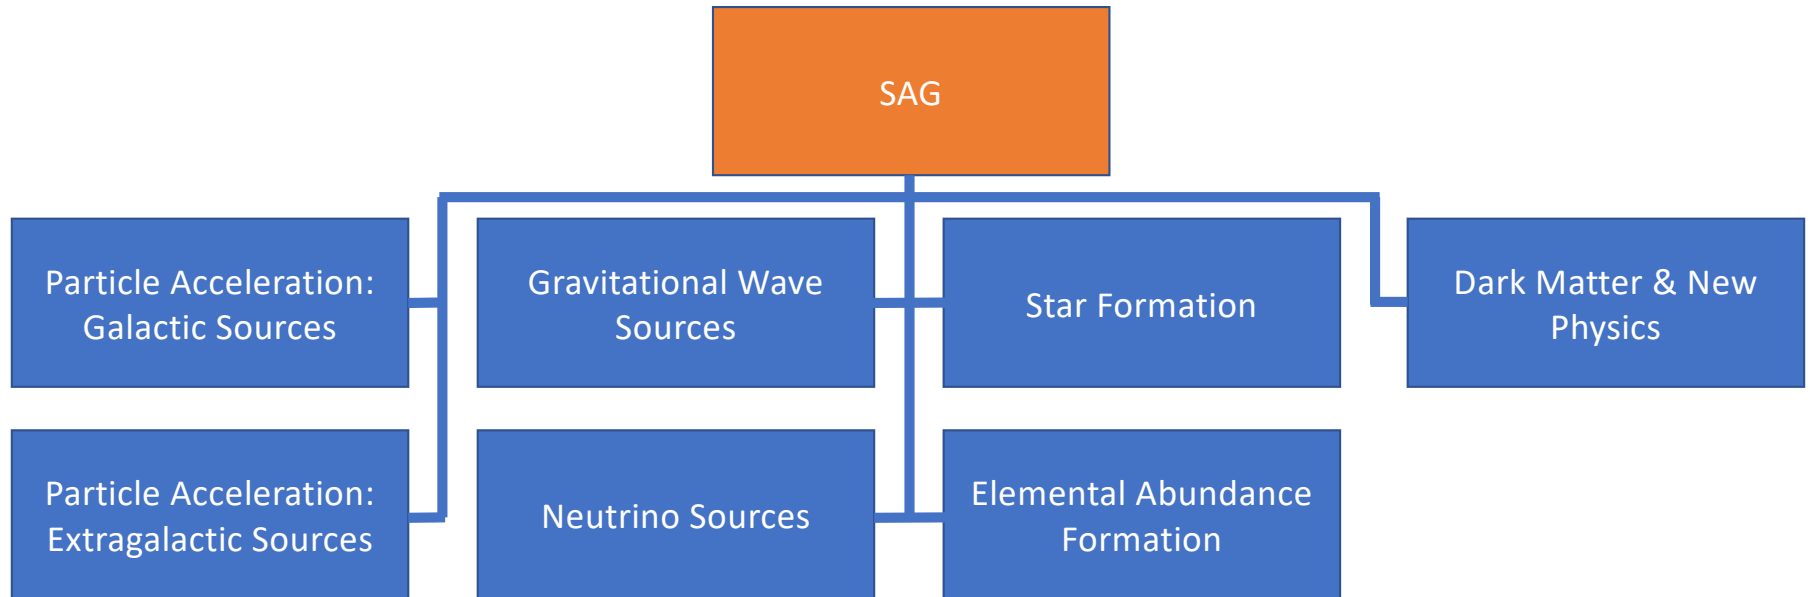 SAG
Particle Acceleration:
Galactic Sources
Gravitational Wave
Sources
Star Formation
Dark Matter & New
Physics
Particle Acceleration:
Extragalactic Sources
Neutrino Sources
Elemental Abundance
Formation